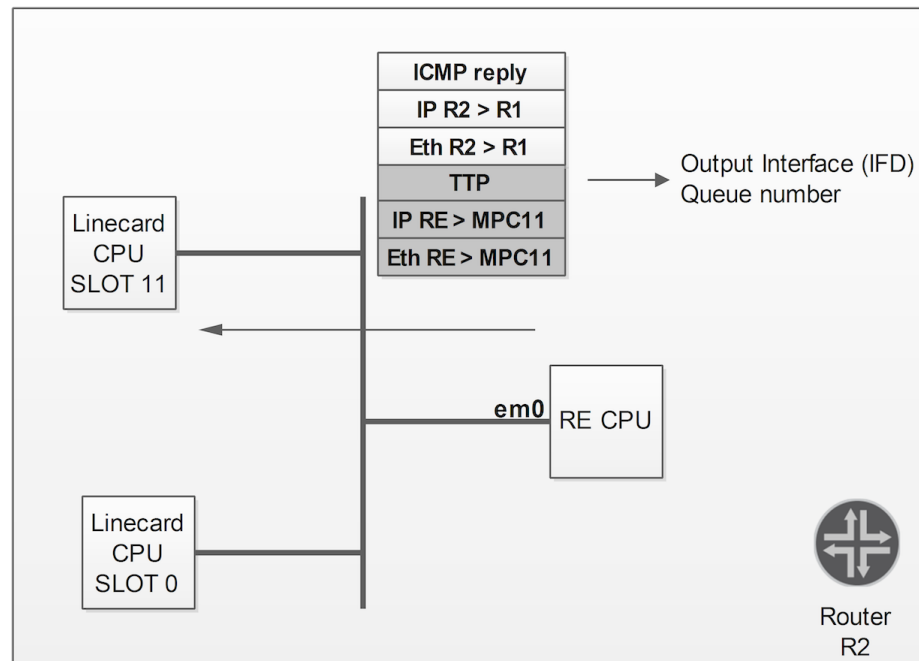 ICMP reply
IP R2 > R1
Eth R2 > R1
TTP
IP RE > MPC11
Eth RE > MPC11
Output Interface (IFD)
Queue number
Linecard
CPU
SLOT 11
em0
RE CPU
Linecard
CPU
SLOT 0
Router
R2